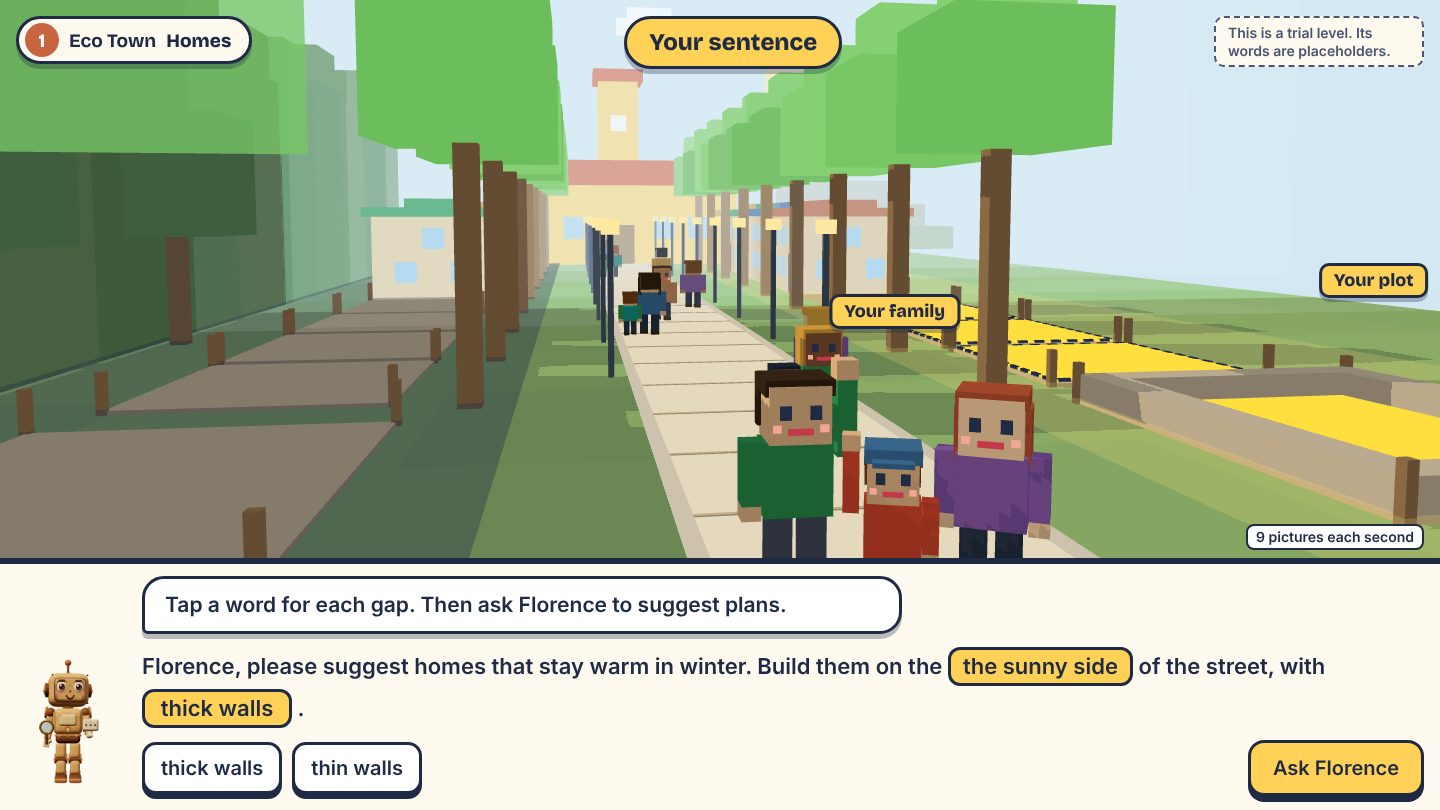 1 Eco Town Homes
Your sentence
This is a trial level. Its
words are placeholders.
Your plot
Your family
9 pictures each second
Tap a word for each gap. Then ask Florence to suggest plans.
Florence, please suggest homes that stay warm in winter. Build them on the the sunny side of the street, with
thick walls .
thick walls thin walls
Ask Florence